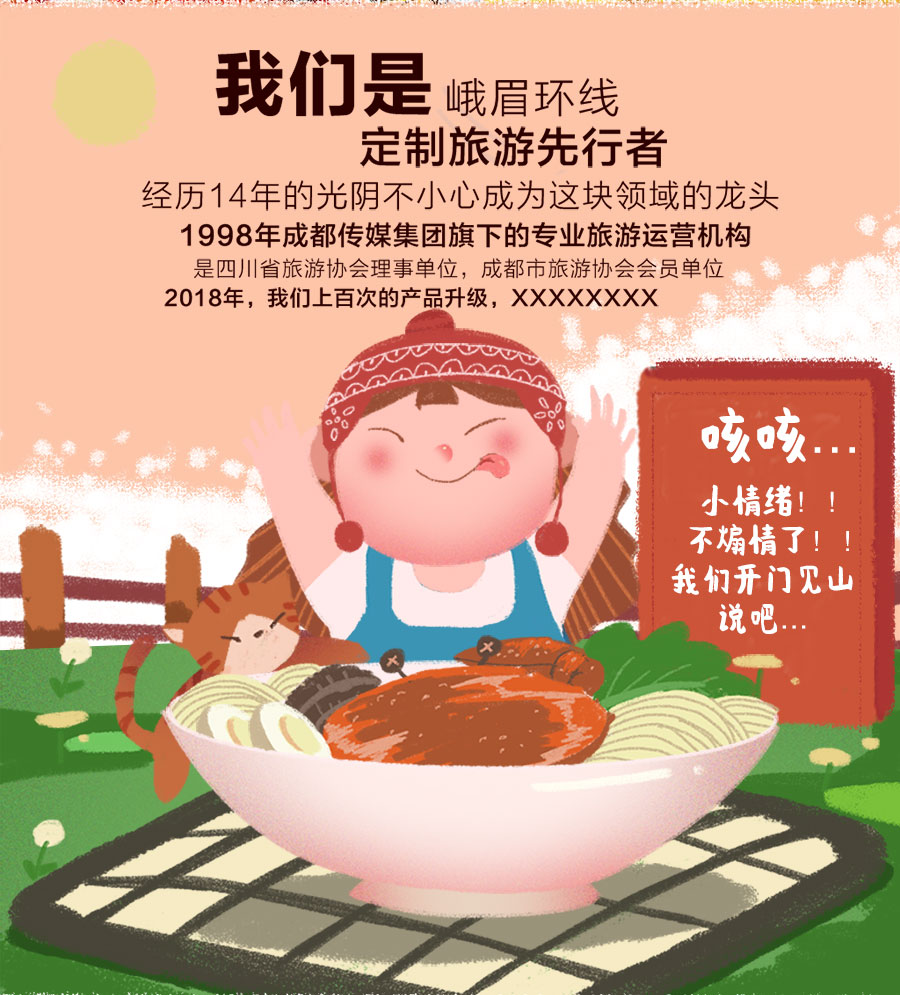 我们是 峨眉环线
定制旅游先行者
经历14年的光阴不小心成为这块领域的龙头
1998年成都传媒集团旗下的专业旅游运营机构
是四川省旅游协会理事单位，成都市旅游协会会员单位
2018年，我们上百次的产品升级，XXXXXXXX
咳咳...
小情绪！！
不煽情了！！
我们开门见山
说吧...